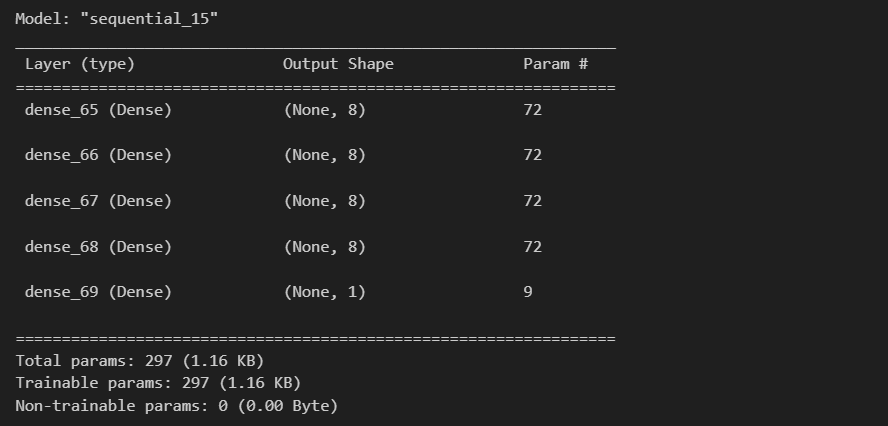 Model: "sequential_15"
_________________________________________________________________
Layer (type) Output Shape Param #
=================================================================
dense_65 (Dense) (None, 8) 72
dense_66 (Dense) (None, 8) 72
dense_67 (Dense) (None, 8) 72
dense_68 (Dense) (None, 8) 72
dense_69 (Dense) (None, 1) 9
=================================================================
Total params: 297 (1.16 KB)
Trainable params: 297 (1.16 KB)
Non-trainable params: 0 (0.00 Byte)